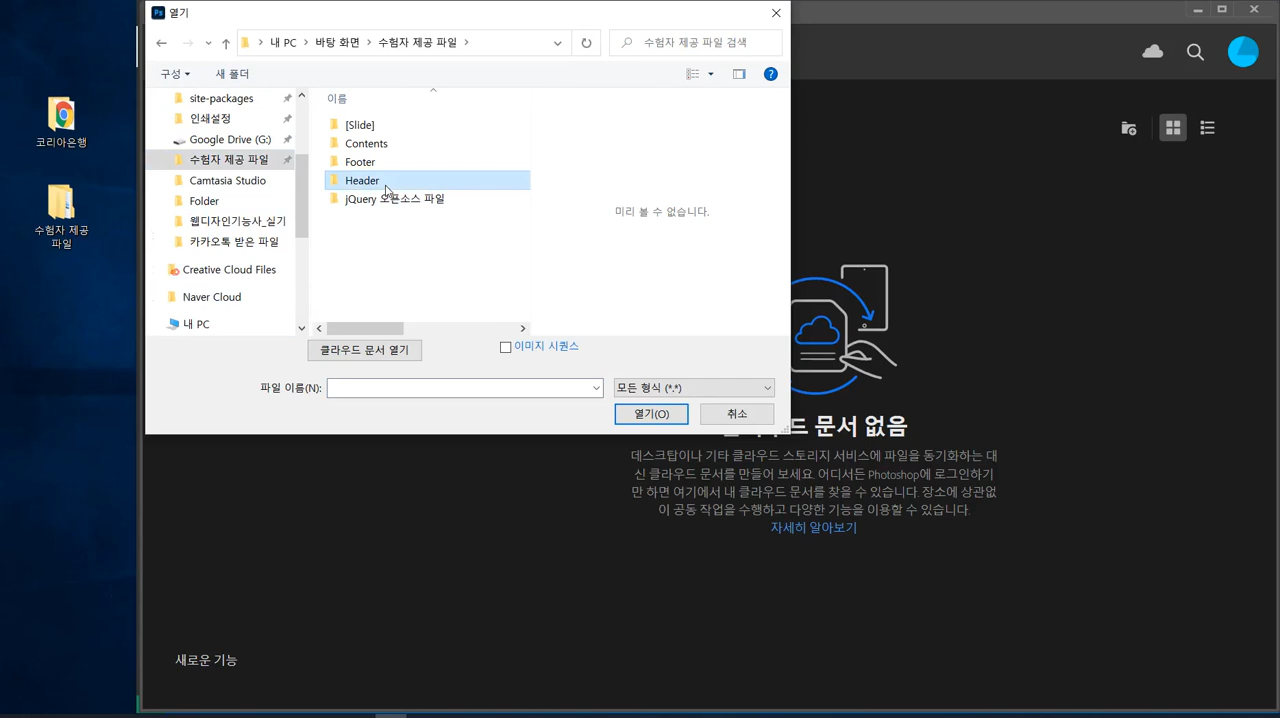 Ps 열기
내 PC 바탕 화면 수험자 제공 파일
수험자 제공 파일 검색
구성 새 폴더
코리아은행
수험자 제공
파일
site-packages
인쇄설정
Google Drive (G:)
수험자 제공 파일
Camtasia Studio
Folder
웹디자인기능사_실기
카카오톡 받은 파일
Creative Cloud Files
Naver Cloud
내 PC
이름
[Slide]
Contents
Footer
Header
jQuery 오픈소스 파일
미리 볼 수 없습니다.
클라우드 문서 열기
이미지 시퀀스
파일 이름(N):
모든 형식 (*.*)
열기(O)
취소
드 문서 없음
데스크탑이나 기타 클라우드 스토리지 서비스에 파일을 동기화하는 대
신 클라우드 문서를 만들어 보세요. 어디서든 Photoshop에 로그인하기
만 하면 여기에서 내 클라우드 문서를 찾을 수 있습니다. 장소에 상관없
이 공동 작업을 수행하고 다양한 기능을 이용할 수 있습니다.
자세히 알아보기
새로운 기능